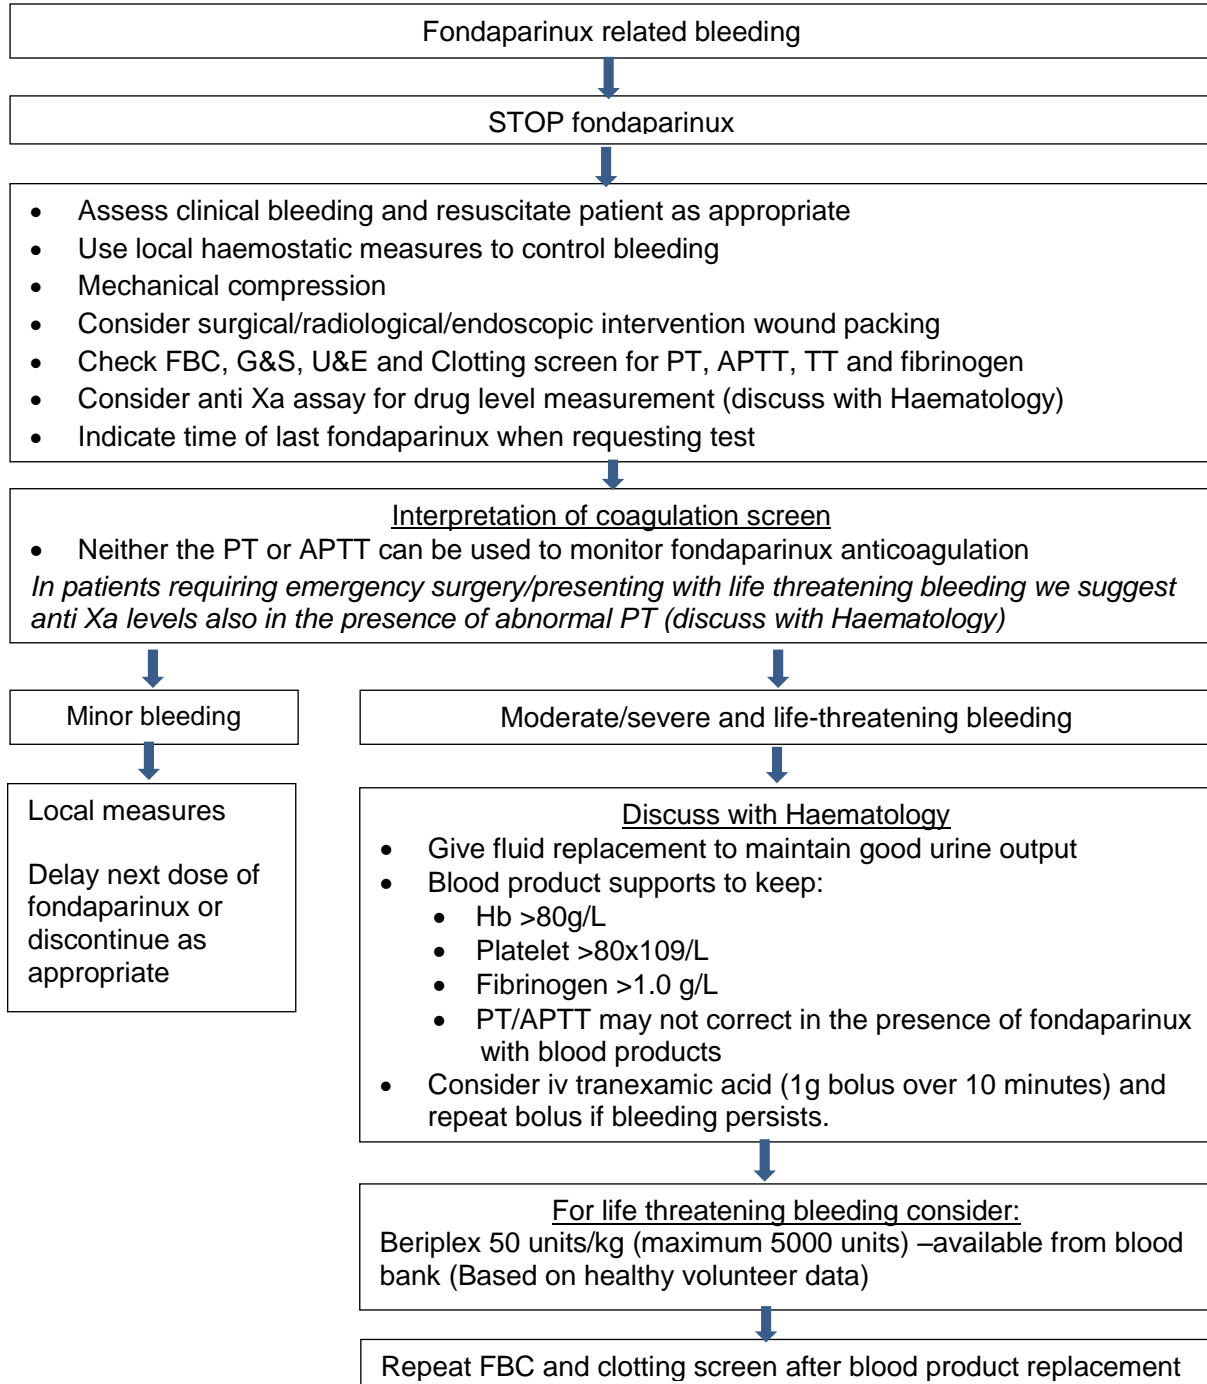 Fondaparinux related bleeding
STOP fondaparinux
• Assess clinical bleeding and resuscitate patient as appropriate
• Use local haemostatic measures to control bleeding
• Mechanical compression
• Consider surgical/radiological/endoscopic intervention wound packing
• Check FBC, G&S, U&E and Clotting screen for PT, APTT, TT and fibrinogen
• Consider anti Xa assay for drug level measurement (discuss with Haematology)
• Indicate time of last fondaparinux when requesting test
Interpretation of coagulation screen
• Neither the PT or APTT can be used to monitor fondaparinux anticoagulation
In patients requiring emergency surgery/presenting with life threatening bleeding we suggest
anti Xa levels also in the presence of abnormal PT (discuss with Haematology)
Minor bleeding
Local measures
Delay next dose of
fondaparinux or
discontinue as
appropriate
Moderate/severe and life-threatening bleeding
Discuss with Haematology
• Give fluid replacement to maintain good urine output
• Blood product supports to keep:
• Hb >80g/L
• Platelet >80x109/L
• Fibrinogen >1.0 g/L
• PT/APTT may not correct in the presence of fondaparinux
with blood products
• Consider iv tranexamic acid (1g bolus over 10 minutes) and
repeat bolus if bleeding persists.
For life threatening bleeding consider:
Beriplex 50 units/kg (maximum 5000 units) –available from blood
bank (Based on healthy volunteer data)
Repeat FBC and clotting screen after blood product replacement